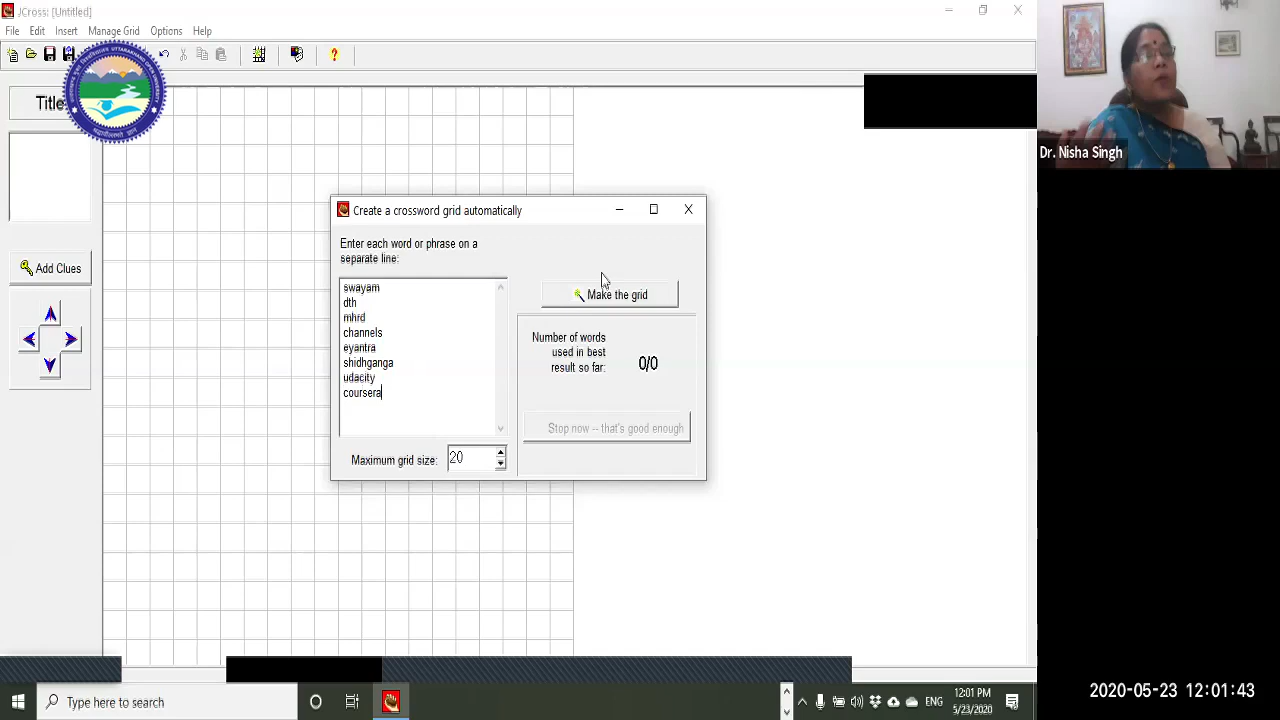 JCross: [Untitled]
File Edit Insert Manage Grid Options Help
Title:
Add Clues
Create a crossword grid automatically
Enter each word or phrase on a
separate line:
swayam
dth
mhrd
channels
eyantra
shidhganga
udacity
coursera
Maximum grid size: 20
Make the grid
Number of words
used in best
result so far:
0/0
Stop now -- that's good enough
Dr. Nisha Singh
Type here to search
ENG
12:01 PM
5/23/2020
2020-05-23 12:01:43